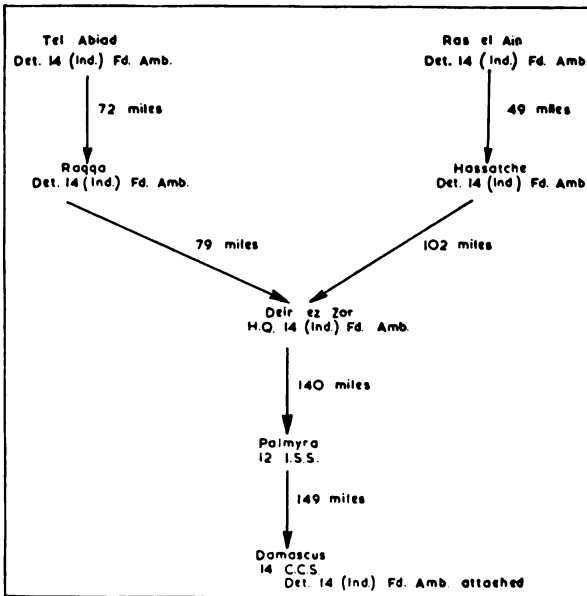 Tel Abiad
Det. 14 (Ind.) Fd. Amb.
Ras el Ain
Det. 14 (Ind.) Fd. Amb
72 miles
49 miles
Raqqa
Det. 14 (Ind.) Fd. Amb.
Hassatche
Det. 14 (Ind.) Fd. Amb
79 miles
102 miles
Deir ez Zor
H.Q. 14 (Ind.) Fd. Amb.
140 miles
Palmyra
12 I.S.S.
149 miles
Damascus
14 C.C.S.
Det. 14 (Ind.) Fd. Amb. attached